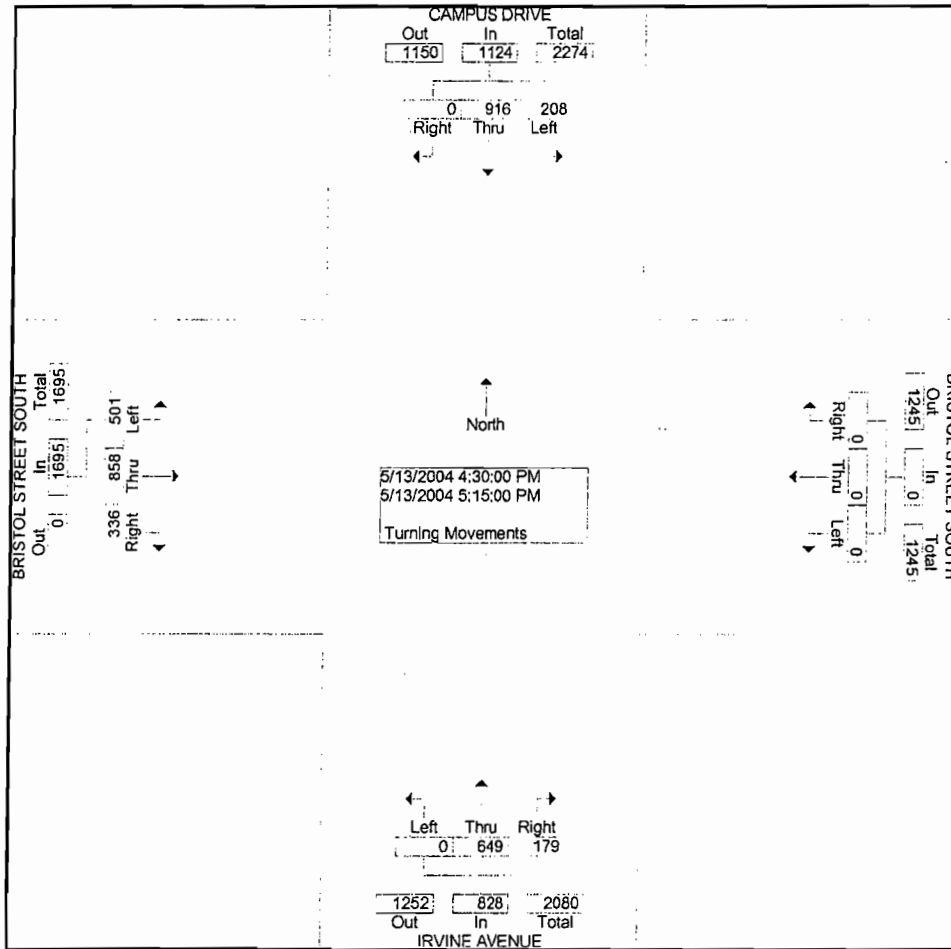 CAMPUS DRIVE
Out In Total
1150 1124 2274
0 916 208
Right Thru Left
BRISTOL STREET SOUTH
Out In Total
0 1695 1695
336 858 501
Right Thru Left
North
5/13/2004 4:30:00 PM
5/13/2004 5:15:00 PM
Turning Movements
Right Thru Left
0 0 0
Out In Total
1245 0 1245
BRISTOL STREET SOUTH
Left Thru Right
0 649 179
1252 828 2080
Out In Total
IRVINE AVENUE